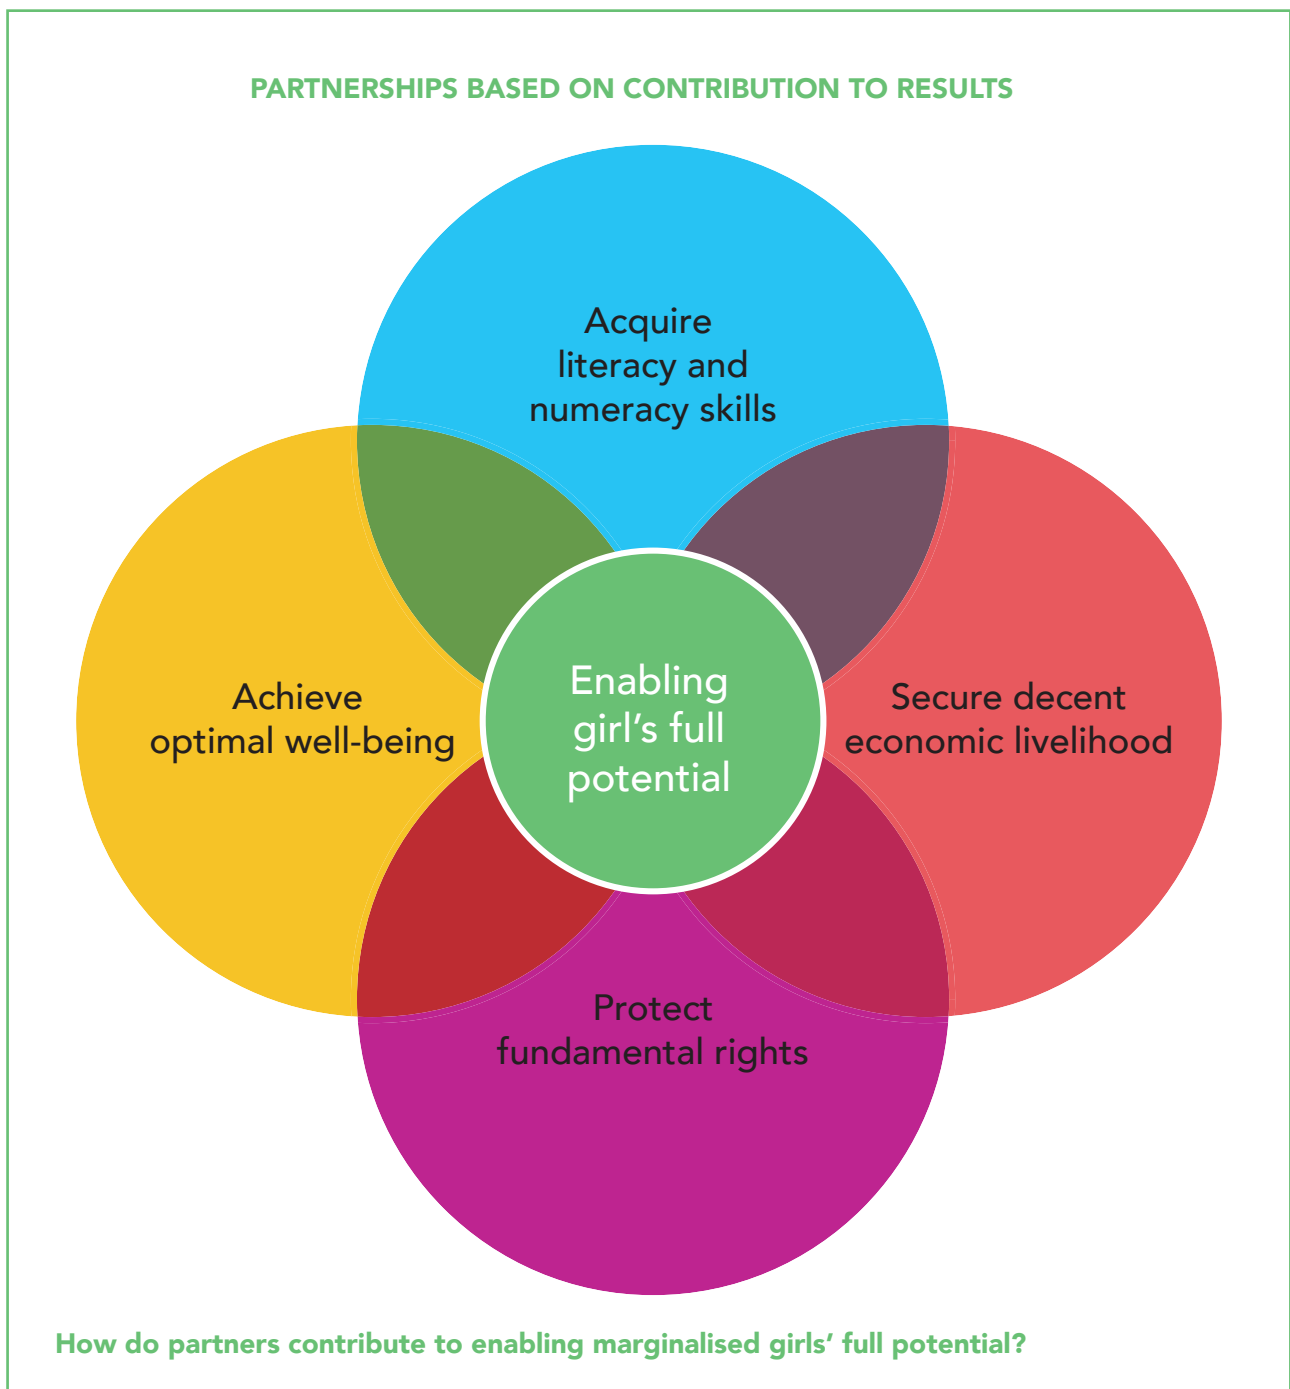 PARTNERSHIPS BASED ON CONTRIBUTION TO RESULTS
Acquire
literacy and
numeracy skills
Achieve
optimal well-being
Enabling
girl’s full
potential
Secure decent
economic livelihood
Protect
fundamental rights
How do partners contribute to enabling marginalised girls’ full potential?